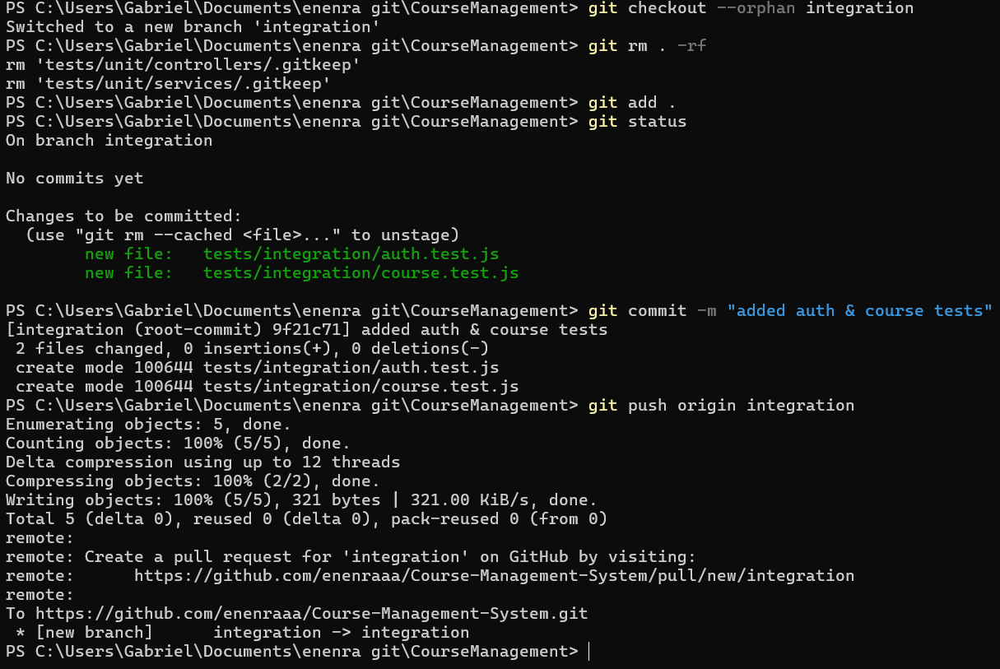 PS C:\Users\Gabriel\Documents\enenra git\CourseManagement> git checkout --orphan integration
Switched to a new branch 'integration'
PS C:\Users\Gabriel\Documents\enenra git\CourseManagement> git rm . -rf
rm 'tests/unit/controllers/.gitkeep'
rm 'tests/unit/services/.gitkeep'
PS C:\Users\Gabriel\Documents\enenra git\CourseManagement> git add .
PS C:\Users\Gabriel\Documents\enenra git\CourseManagement> git status
On branch integration

No commits yet

Changes to be committed:
  (use "git rm --cached <file>..." to unstage)
        new file:   tests/integration/auth.test.js
        new file:   tests/integration/course.test.js

PS C:\Users\Gabriel\Documents\enenra git\CourseManagement> git commit -m "added auth & course tests"
[integration (root-commit) 9f21c71] added auth & course tests
 2 files changed, 0 insertions(+), 0 deletions(-)
 create mode 100644 tests/integration/auth.test.js
 create mode 100644 tests/integration/course.test.js
PS C:\Users\Gabriel\Documents\enenra git\CourseManagement> git push origin integration
Enumerating objects: 5, done.
Counting objects: 100% (5/5), done.
Delta compression using up to 12 threads
Compressing objects: 100% (2/2), done.
Writing objects: 100% (5/5), 321 bytes | 321.00 KiB/s, done.
Total 5 (delta 0), reused 0 (delta 0), pack-reused 0 (from 0)
remote:
remote: Create a pull request for 'integration' on GitHub by visiting:
remote:      https://github.com/enenraaa/Course-Management-System/pull/new/integration
remote:
To https://github.com/enenraaa/Course-Management-System.git
 * [new branch]      integration -> integration
PS C:\Users\Gabriel\Documents\enenra git\CourseManagement>